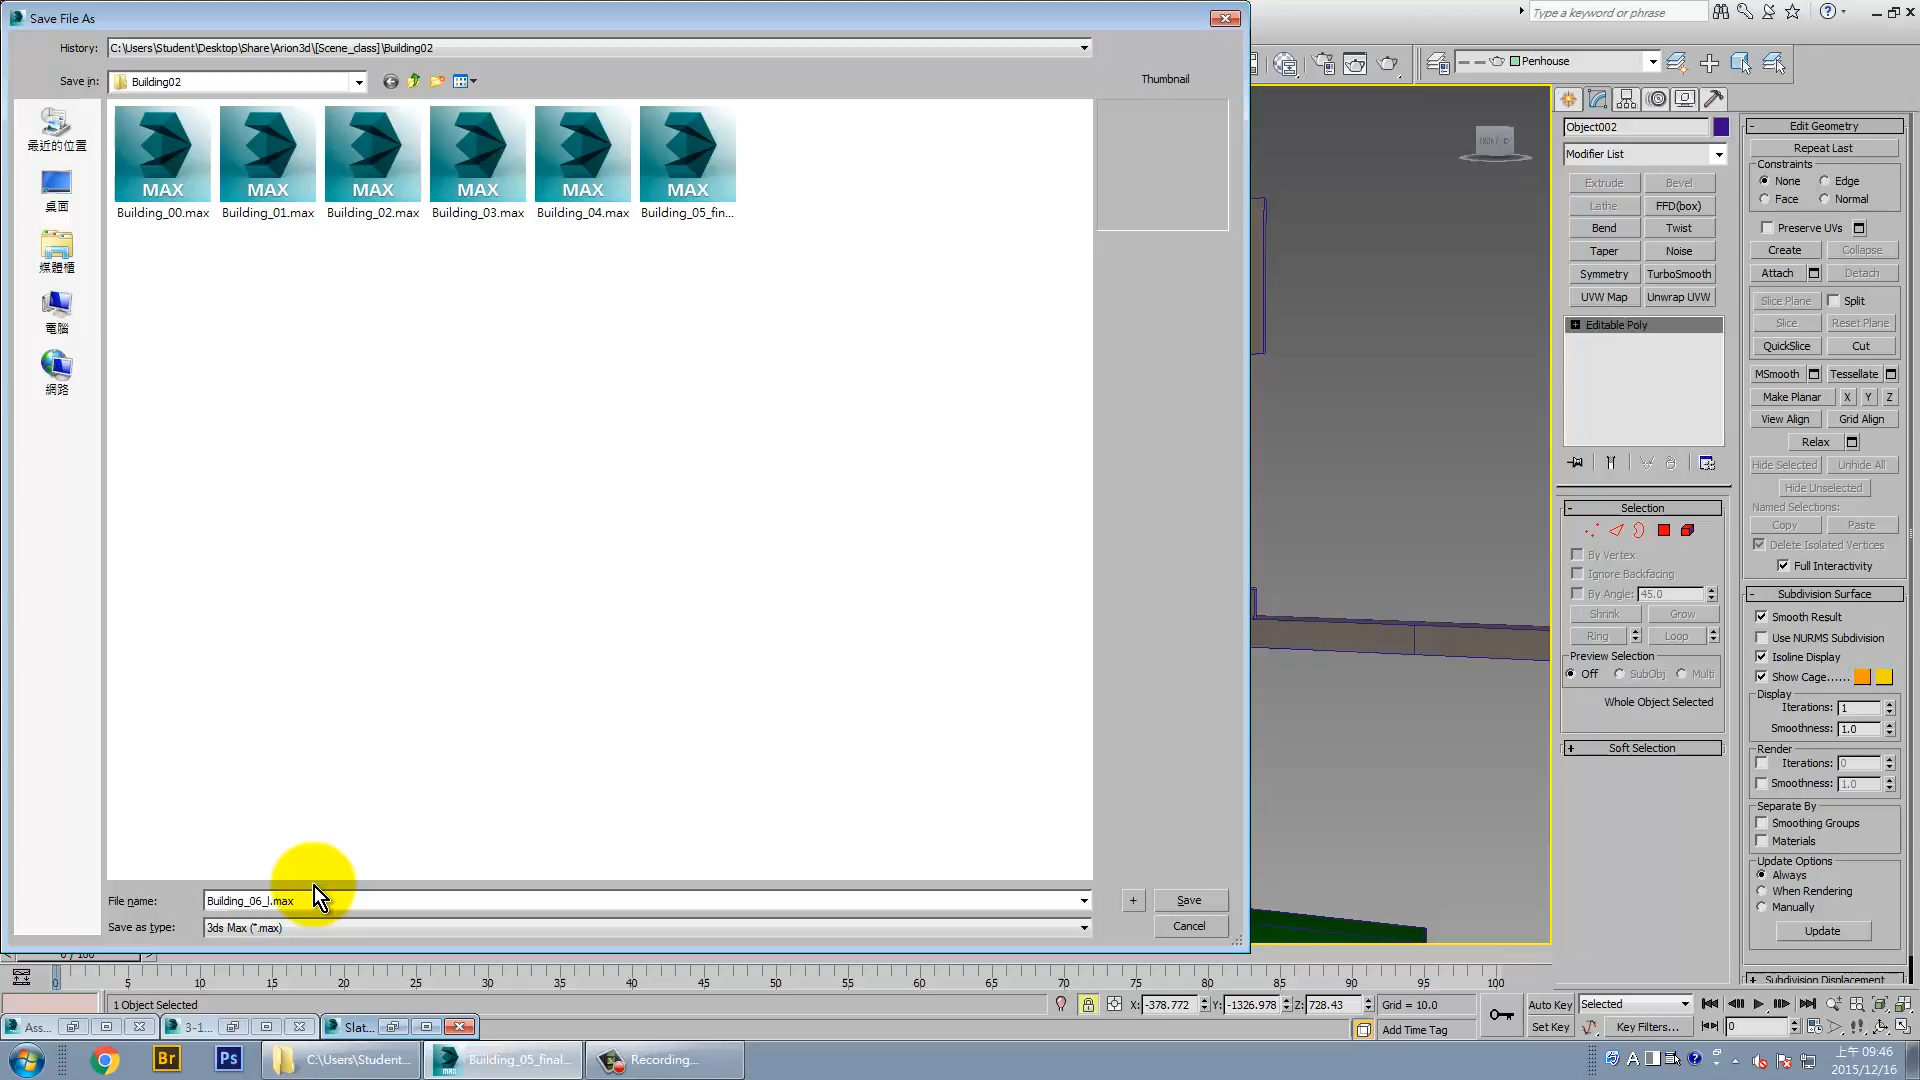 Save File As
Type a keyword or phrase
History:
C:\Users\Student\Desktop\Share\Arion3d\[Scene_class]\Building02
Save in:
Building02
Thumbnail
Penhouse
最近的位置
桌面
媒體櫃
電腦
網路
MAX
MAX
MAX
MAX
MAX
MAX
Building_00.max
Building_01.max
Building_02.max
Building_03.max
Building_04.max
Building_05_fin...
File name:
Building_06_l.max
Save as type:
3ds Max (*.max)
+
Save
Cancel
FRONT
Object002
Modifier List
Extrude
Bevel
Lathe
FFD(box)
Bend
Twist
Taper
Noise
Symmetry
TurboSmooth
UVW Map
Unwrap UVW
Editable Poly
Selection
By Vertex
Ignore Backfacing
By Angle:
45.0
Shrink
Grow
Ring
Loop
Preview Selection
Off
SubObj
Multi
Whole Object Selected
Soft Selection
Edit Geometry
Repeat Last
Constraints
None
Edge
Face
Normal
Preserve UVs
Create
Collapse
Attach
Detach
Slice Plane
Split
Slice
Reset Plane
QuickSlice
Cut
MSmooth
Tessellate
Make Planar
X
Y
Z
View Align
Grid Align
Relax
Hide Selected
Unhide All
Hide Unselected
Named Selections:
Copy
Paste
Delete Isolated Vertices
Full Interactivity
Subdivision Surface
Smooth Result
Use NURMS Subdivision
Isoline Display
Show Cage......
Display
Iterations:
1
Smoothness:
1.0
Render
Iterations:
0
Smoothness:
1.0
Separate By
Smoothing Groups
Materials
Update Options
Always
When Rendering
Manually
Update
Subdivision Displacement
0 / 100
0 5 10 15 20 25 30 35 40 45 50 55 60 65 70 75 80 85 90 95 100
1 Object Selected
X: -378.772
Y: -1326.978
Z: 728.43
Grid = 10.0
Add Time Tag
Auto Key
Selected
Set Key
Key Filters...
0
Ass...
3-1...
Slat...
Br
Ps
C:\Users\Student...
MAX
Building_05_final...
Recording...
A
上午 09:46
2015/12/16